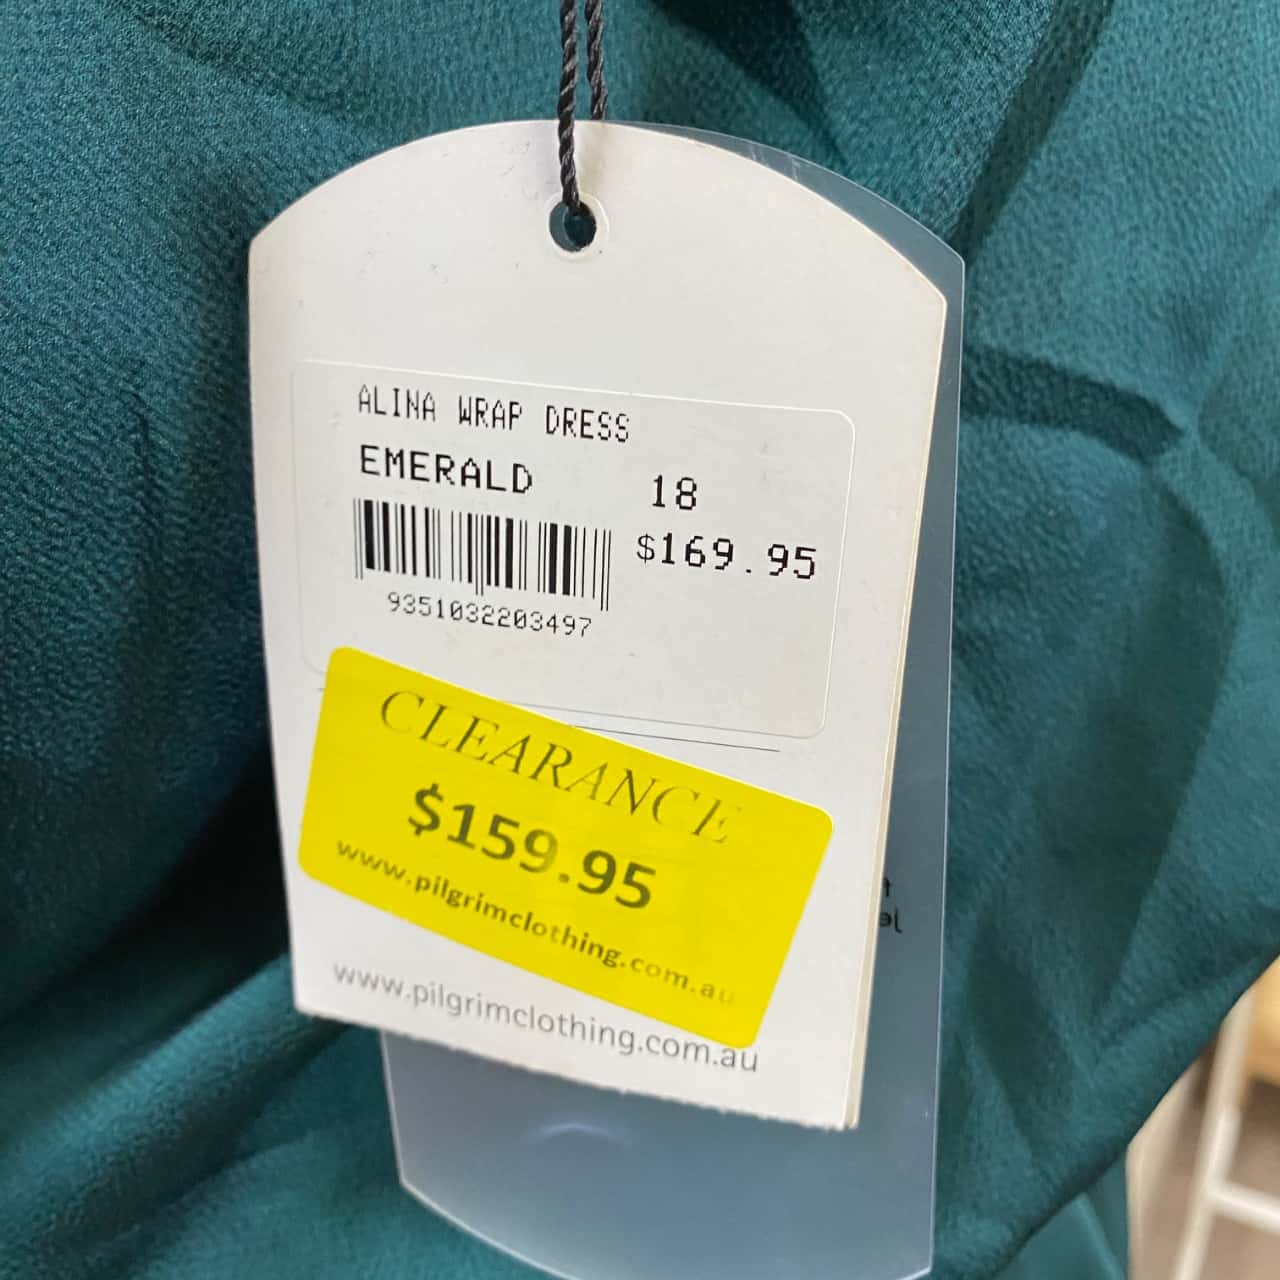 ALINA WRAP DRESS
EMERALD 18
$169.95
9351032203497
CLEARANCE
$159.95
www.pilgrimclothing.com.au
www.pilgrimclothing.com.au